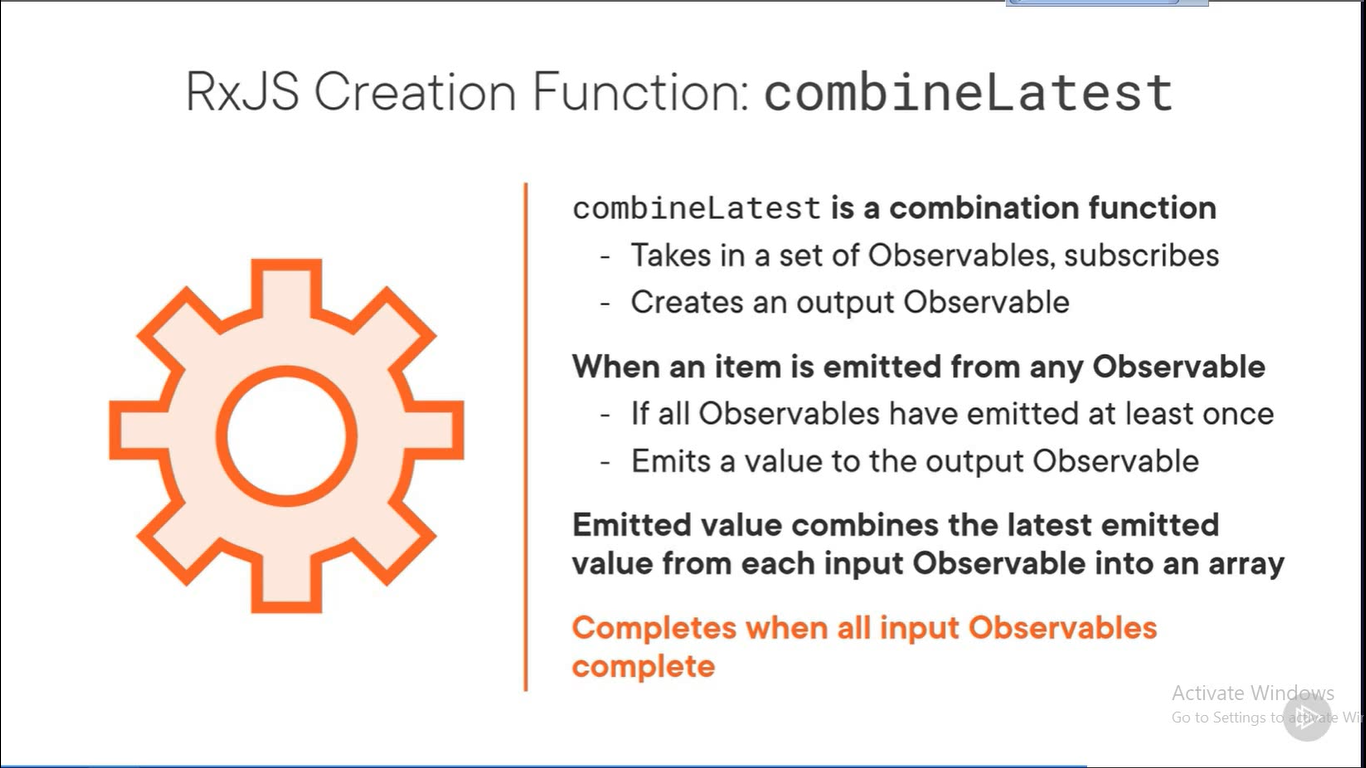 RxJS Creation Function: combineLatest
combineLatest is a combination function
- Takes in a set of Observables, subscribes
- Creates an output Observable
When an item is emitted from any Observable
- If all Observables have emitted at least once
- Emits a value to the output Observable
Emitted value combines the latest emitted
value from each input Observable into an array
Completes when all input Observables
complete
Activate Windows
Go to Settings to activate Wi